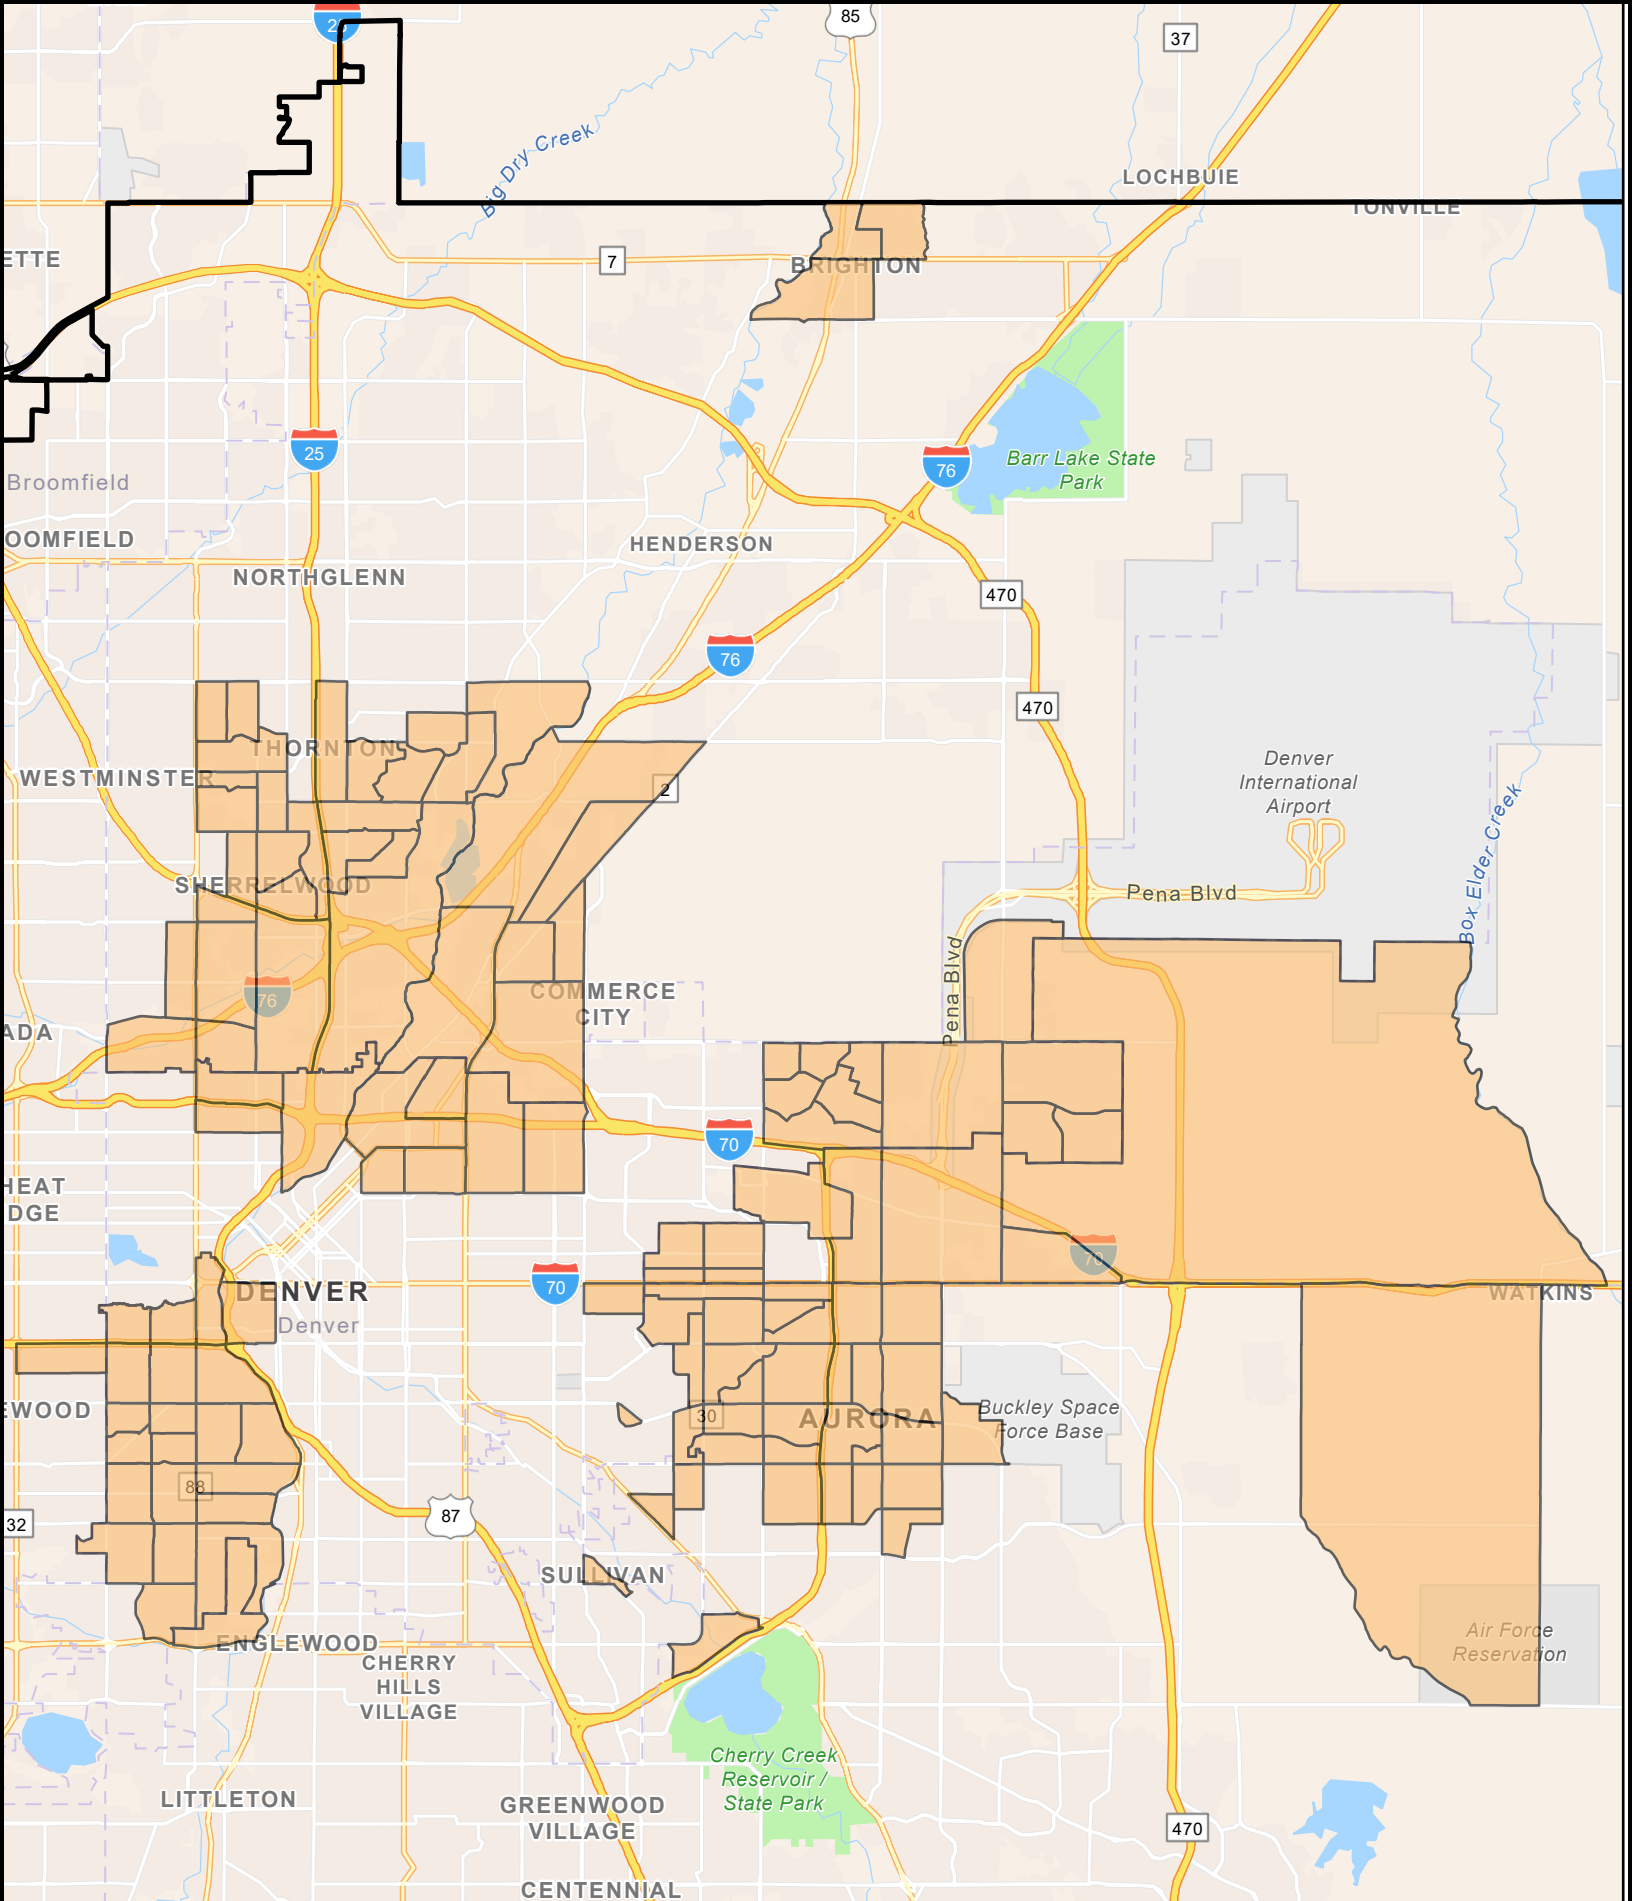 25
85
37
Big Dry Creek
LOCHBUIE
TONVILLE
ETTE
7
BRIGHTON
25
76
Barr Lake State
Park
Broomfield
OOMFIELD
HENDERSON
NORTHGLENN
470
76
470
THORNTON
WESTMINSTER
2
Denver
International
Airport
Box Elder Creek
SHERRELWOOD
Pena Blvd
Pena Blvd
76
COMMERCE
CITY
ADA
70
HEAT
DGE
70
70
DENVER
Denver
WATKINS
EWOOD
30
AURORA
Buckley Space
Force Base
88
32
87
SULLIVAN
ENGLEWOOD
CHERRY
HILLS
VILLAGE
Air Force
Reservation
Cherry Creek
Reservoir /
State Park
LITTLETON
GREENWOOD
VILLAGE
470
CENTENNIAL